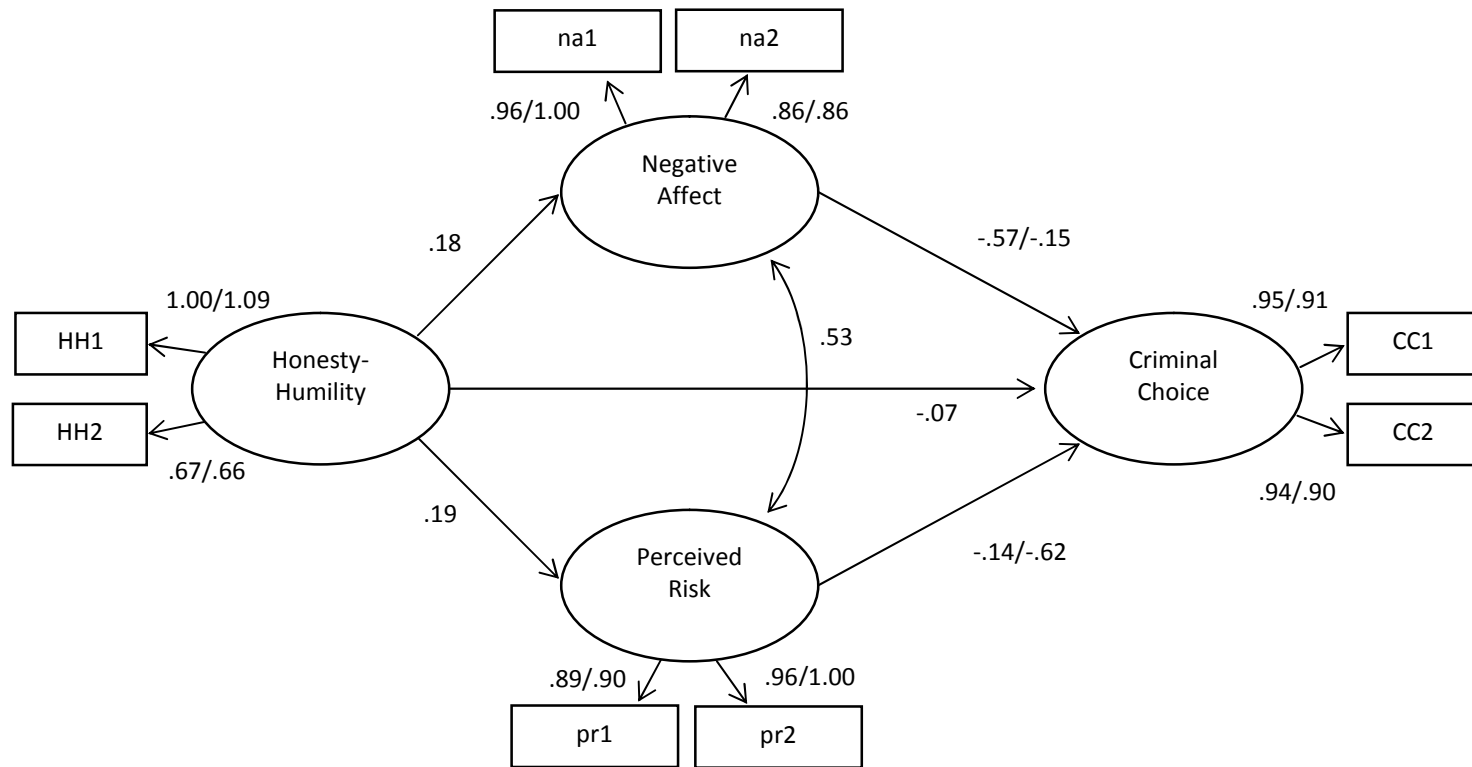 na1
na2
.96/1.00
.86/.86
Negative
Affect
.18
-.57/-.15
1.00/1.09
.95/.91
HH1
Honesty-
Humility
.53
Criminal
Choice
CC1
HH2
-.07
CC2
.67/.66
.94/.90
.19
-.14/-.62
Perceived
Risk
.89/.90
.96/1.00
pr1
pr2